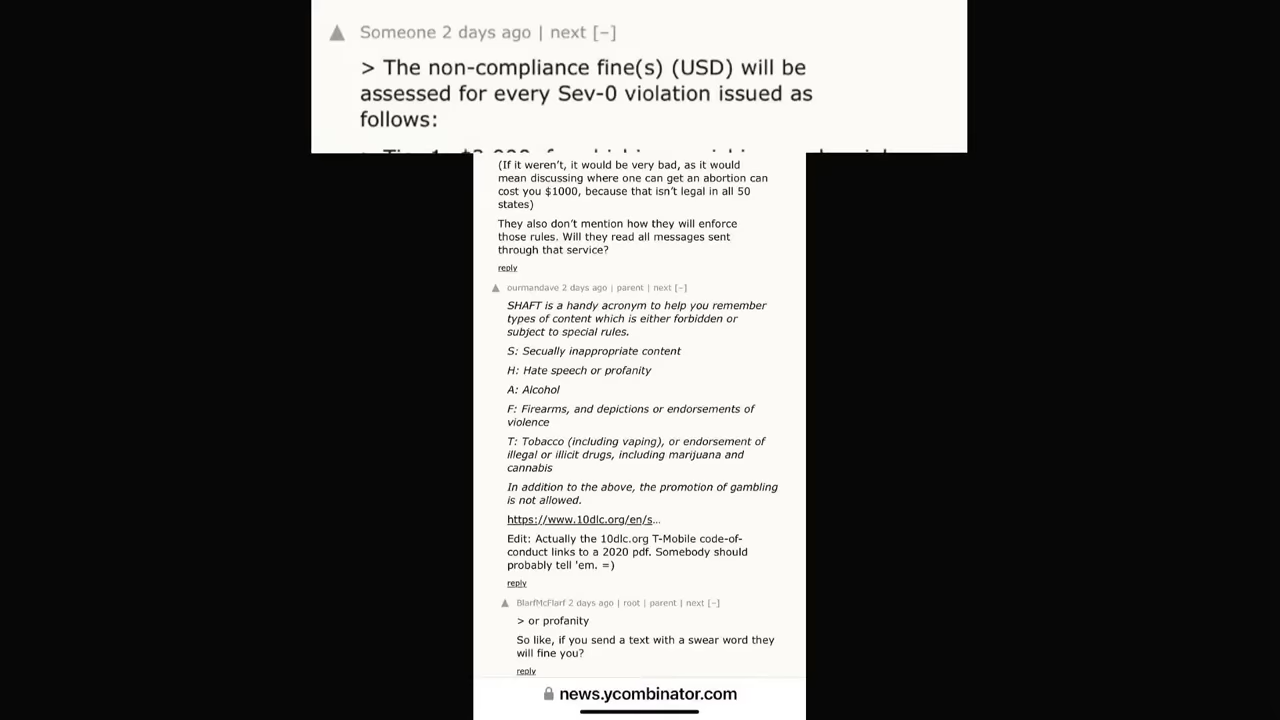 Someone 2 days ago | next [–]
> The non-compliance fine(s) (USD) will be
assessed for every Sev-0 violation issued as
follows:
(If it weren’t, it would be very bad, as it would
mean discussing where one can get an abortion can
cost you $1000, because that isn’t legal in all 50
states)
They also don’t mention how they will enforce
those rules. Will they read all messages sent
through that service?
reply
ourmandave 2 days ago | parent | next [–]
SHAFT is a handy acronym to help you remember
types of content which is either forbidden or
subject to special rules.
S: Secually inappropriate content
H: Hate speech or profanity
A: Alcohol
F: Firearms, and depictions or endorsements of
violence
T: Tobacco (including vaping), or endorsement of
illegal or illicit drugs, including marijuana and
cannabis
In addition to the above, the promotion of gambling
is not allowed.
https://www.10dlc.org/en/s...
Edit: Actually the 10dlc.org T-Mobile code-of-
conduct links to a 2020 pdf. Somebody should
probably tell 'em. =)
reply
BlarfMcFlarf 2 days ago | root | parent | next [–]
> or profanity
So like, if you send a text with a swear word they
will fine you?
reply
news.ycombinator.com